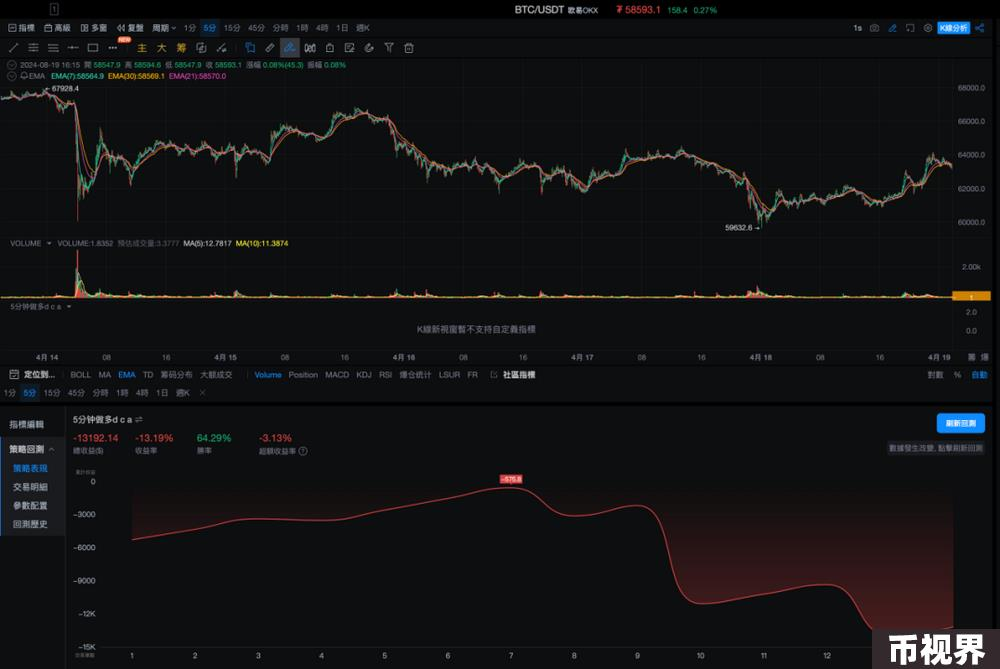 1
BTC/USDT 歐易OKX ₮ 58593.1 158.4 0.27%
指標 高級 多窗 復盤 週期 1分 5分 15分 45分 分時 1時 4時 1日 週K 1s K線分析
NEW
主 大 筹
2024-08-19 16:15 開 58547.9 高 58594.6 低 58547.9 收 58593.1 漲幅 0.08%(45.3) 振幅 0.08%
EMA EMA(7):58564.9 EMA(30):58569.1 EMA(21):58570.0
67928.4
68000.0
66000.0
64000.0
62000.0
60000.0
59632.6
VOLUME VOLUME:1.8352 預估成交量:3.3777 MA(5):12.7817 MA(10):11.3874
2.00k
1
5分钟做多d c a
2.0
0.0
K線新視窗暫不支持自定義指標
4月 14 08 16 4月 15 08 16 4月 16 08 16 4月 17 08 16 4月 18 08 16 4月 19 籌 爆
定位到... BOLL MA EMA TD 筹码分布 大額成交 Volume Position MACD KDJ RSI 爆仓统计 LSUR FR 社區指標 對數 % 自動
1分 5分 15分 45分 分時 1時 4時 1日 週K
指標編輯
策略回測
策略表現
交易明細
參數配置
回測歷史
5分钟做多d c a
刷新回測
-13192.14 -13.19% 64.29% -3.13%
總收益($) 收益率 勝率 超額收益率
數據發生改變, 點擊刷新回測
累計收益
0
-3000
-6000
-9000
-12K
-15K
-576.8
1 2 3 4 5 6 7 8 9 10 11 12
币视界